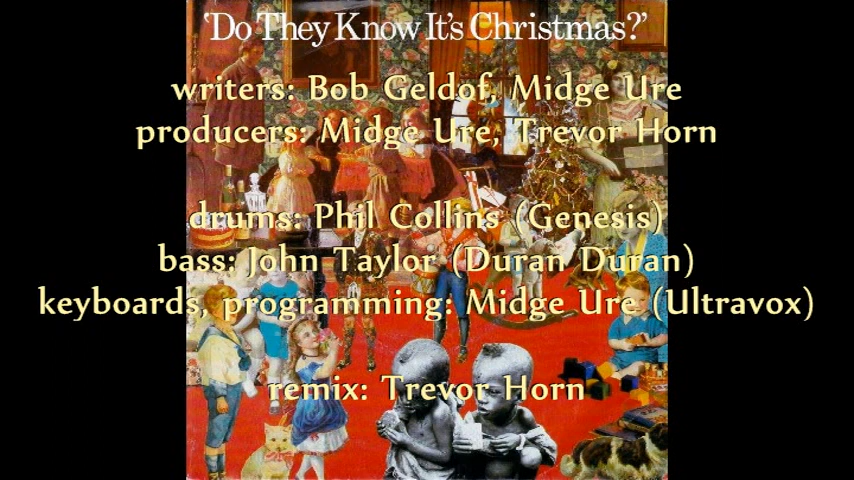 ‘Do They Know It’s Christmas?’
writers: Bob Geldof, Midge Ure
producers: Midge Ure, Trevor Horn
drums: Phil Collins (Genesis)
bass: John Taylor (Duran Duran)
keyboards, programming: Midge Ure (Ultravox)
remix: Trevor Horn